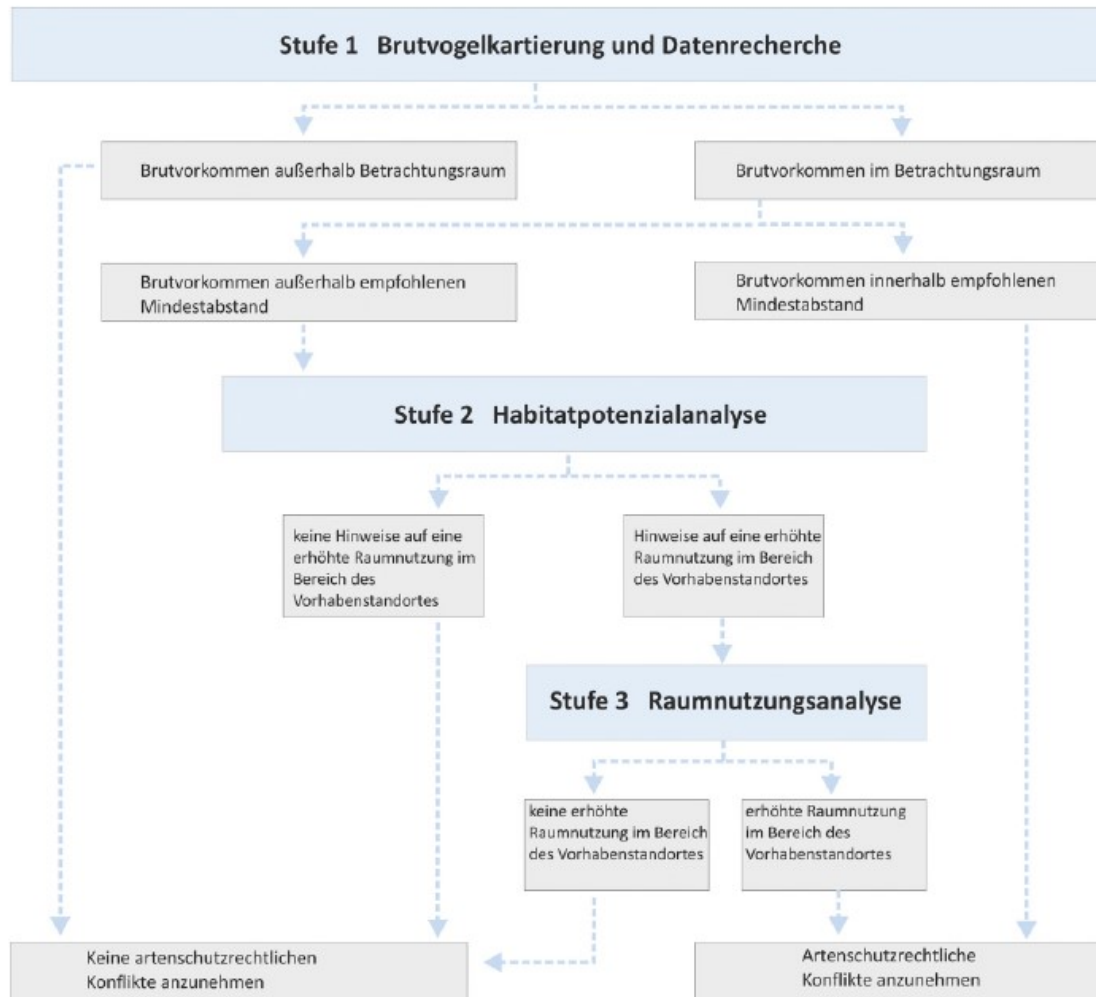 Stufe 1 Brutvogelkartierung und Datenrecherche
Brutvorkommen außerhalb Betrachtungsraum
Brutvorkommen im Betrachtungsraum
Brutvorkommen außerhalb empfohlenen
Mindestabstand
Brutvorkommen innerhalb empfohlenen
Mindestabstand
Stufe 2 Habitatpotenzialanalyse
keine Hinweise auf eine
erhöhte Raumnutzung im
Bereich des
Vorhabenstandortes
Hinweise auf eine erhöhte
Raumnutzung im Bereich
des Vorhabenstandortes
Stufe 3 Raumnutzungsanalyse
keine erhöhte
Raumnutzung im Bereich
des Vorhabenstandortes
erhöhte Raumnutzung
im Bereich des
Vorhabenstandortes
Keine artenschutzrechtlichen
Konflikte anzunehmen
Artenschutzrechtliche
Konflikte anzunehmen